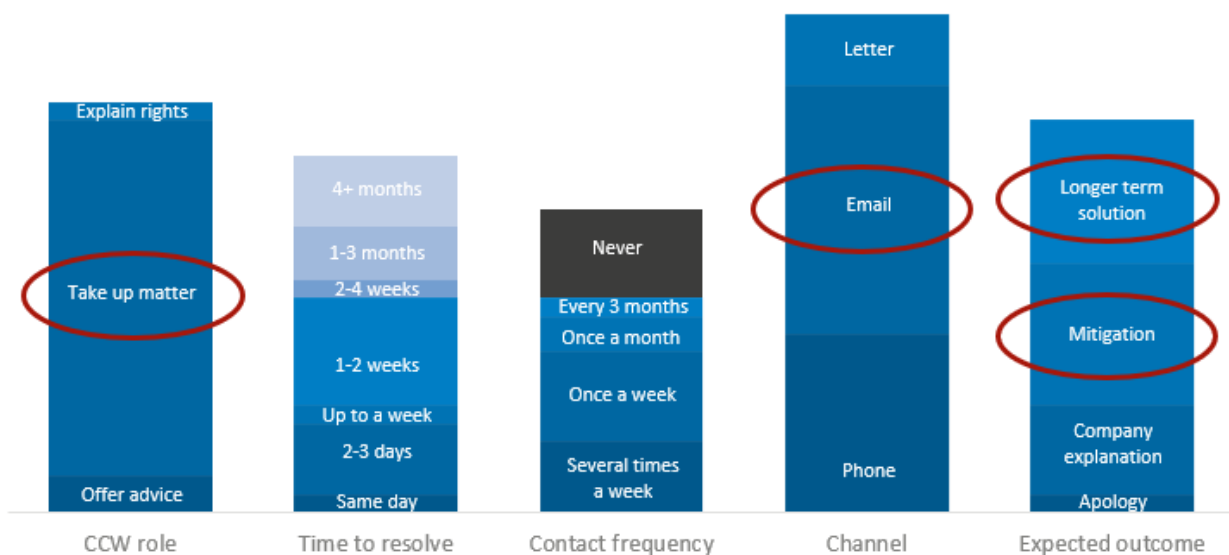 Explain rights
Take up matter
Offer advice
CCW role
4+ months
1-3 months
2-4 weeks
1-2 weeks
Up to a week
2-3 days
Same day
Time to resolve
Never
Every 3 months
Once a month
Once a week
Several times
a week
Contact frequency
Letter
Email
Phone
Channel
Longer term
solution
Mitigation
Company
explanation
Apology
Expected outcome